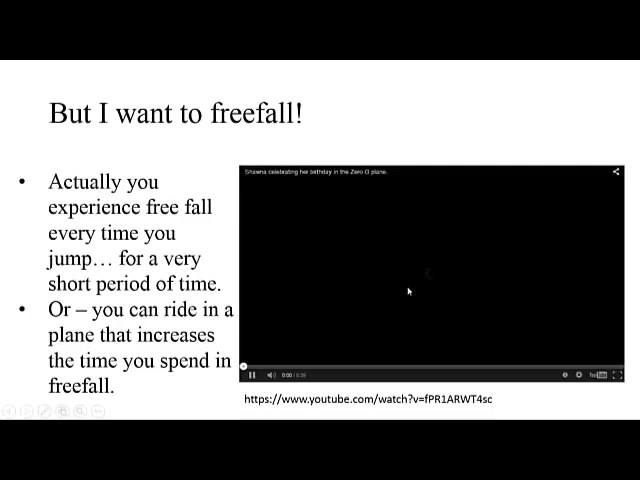 But I want to freefall!
• Actually you
experience free fall
every time you
jump… for a very
short period of time.
• Or – you can ride in a
plane that increases
the time you spend in
freefall.
Shawna celebrating her birthday in the Zero G plane.
0:00 / 0:39
YouTube
https://www.youtube.com/watch?v=fPR1ARWT4sc